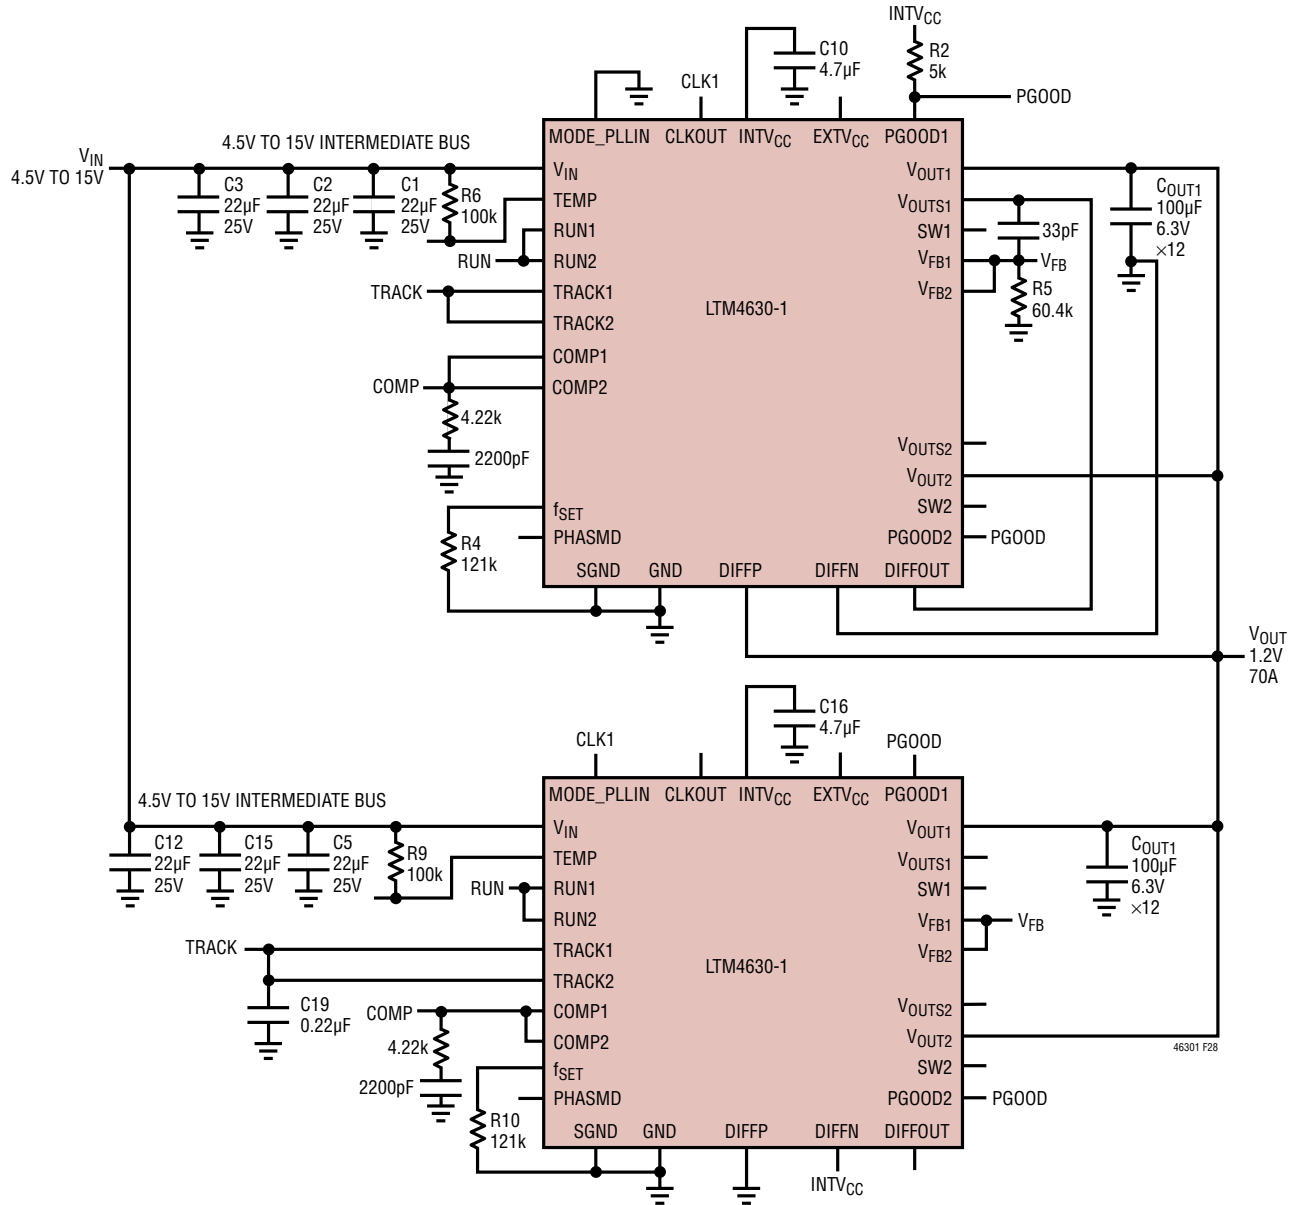 INTVCC
R2
5k
PGOOD
C10
4.7µF
CLK1
MODE_PLLIN CLKOUT INTVCC EXTVCC PGOOD1
4.5V TO 15V INTERMEDIATE BUS
VIN
4.5V TO 15V
C3
22µF
25V
C2
22µF
25V
C1
22µF
25V
R6
100k
VIN
TEMP
RUN1
RUN
RUN2
TRACK
TRACK1
TRACK2
COMP1
COMP
COMP2
4.22k
2200pF
fSET
PHASMD
R4
121k
SGND GND DIFFP DIFFN DIFFOUT
LTM4630-1
VOUT1
VOUTS1
SW1
VFB1
VFB2
33pF
VFB
R5
60.4k
COUT1
100µF
6.3V
×12
VOUTS2
VOUT2
SW2
PGOOD2
PGOOD
VOUT
1.2V
70A
C16
4.7µF
CLK1
PGOOD
MODE_PLLIN CLKOUT INTVCC EXTVCC PGOOD1
4.5V TO 15V INTERMEDIATE BUS
C12
22µF
25V
C15
22µF
25V
C5
22µF
25V
R9
100k
VIN
TEMP
RUN
RUN1
RUN2
TRACK
TRACK1
TRACK2
C19
0.22µF
COMP
COMP1
COMP2
4.22k
2200pF
fSET
PHASMD
R10
121k
SGND GND DIFFP DIFFN DIFFOUT
INTVCC
LTM4630-1
VOUT1
VOUTS1
SW1
VFB1
VFB
VFB2
COUT1
100µF
6.3V
×12
VOUTS2
VOUT2
SW2
PGOOD2
PGOOD
46301 F28